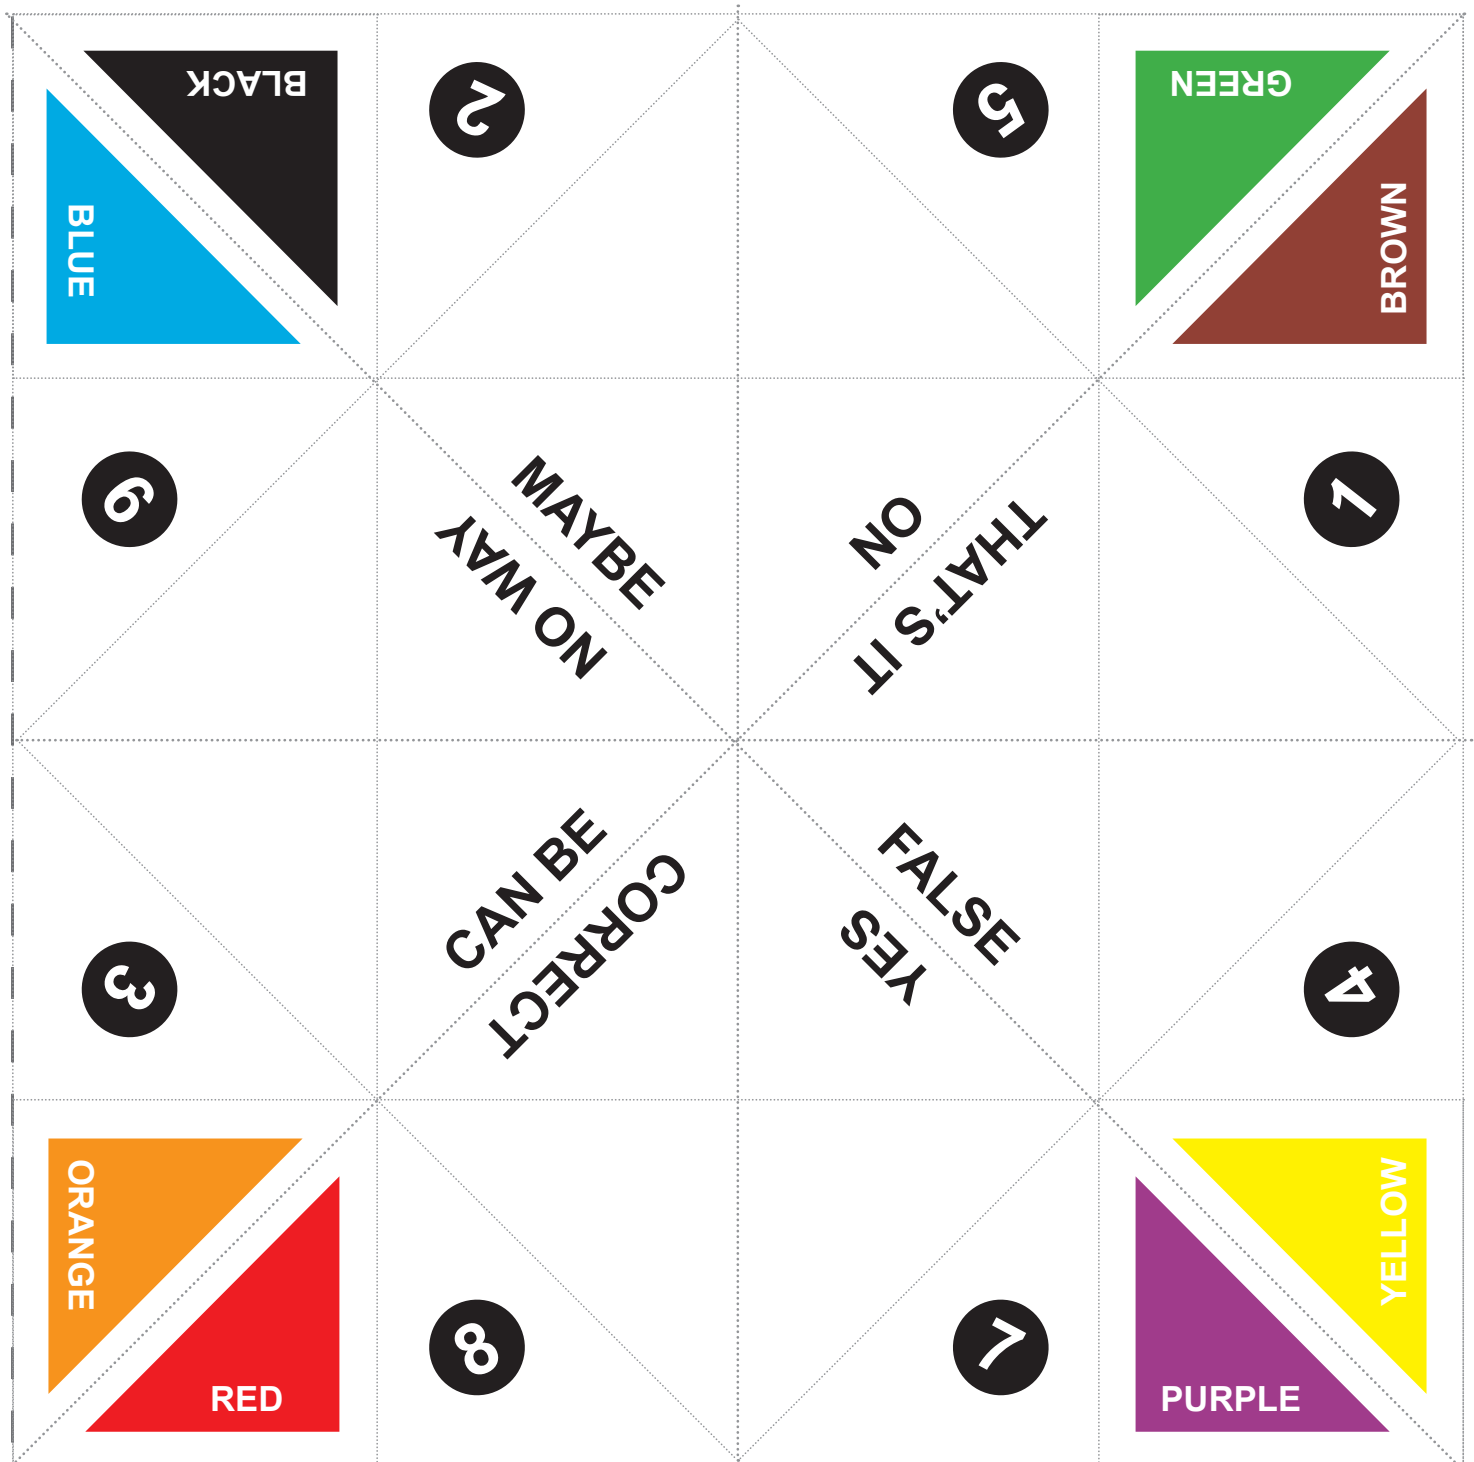 BLACK
2
5
GREEN
BLUE
BROWN
6
MAYBE
NO WAY
NO
THAT'S IT
1
3
CAN BE
CORRECT
FALSE
YES
4
ORANGE
RED
8
7
PURPLE
YELLOW